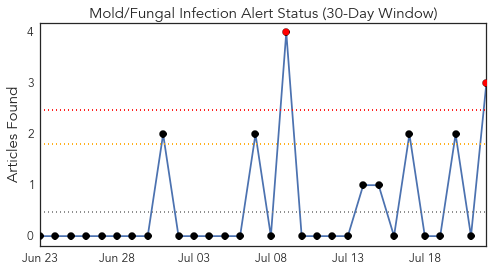 Mold/Fungal Infection Alert Status (30-Day Window)
Articles Found
4
3
2
1
0
Jun 23 Jun 28 Jul 03 Jul 08 Jul 13 Jul 18